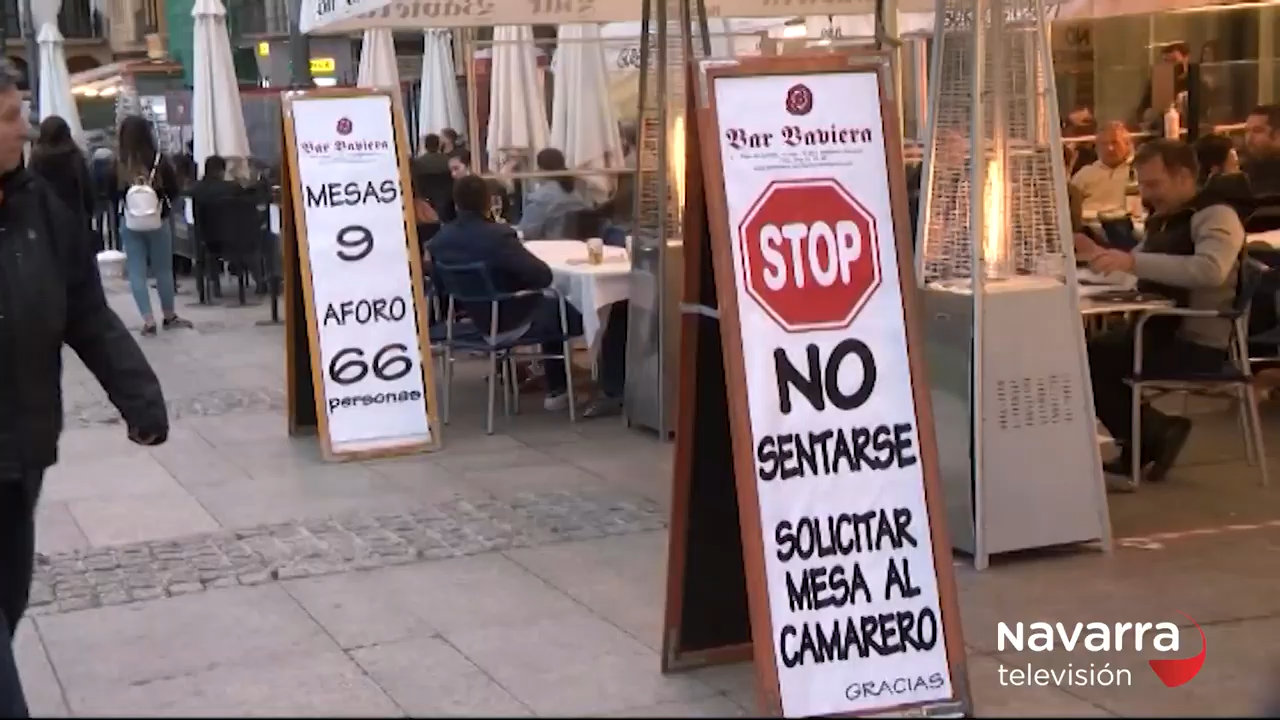 Bar Baviera
MESAS
9
AFORO
66
personas
Bar Baviera
STOP
NO
SENTARSE
SOLICITAR
MESA AL
CAMARERO
GRACIAS
Navarra
televisión